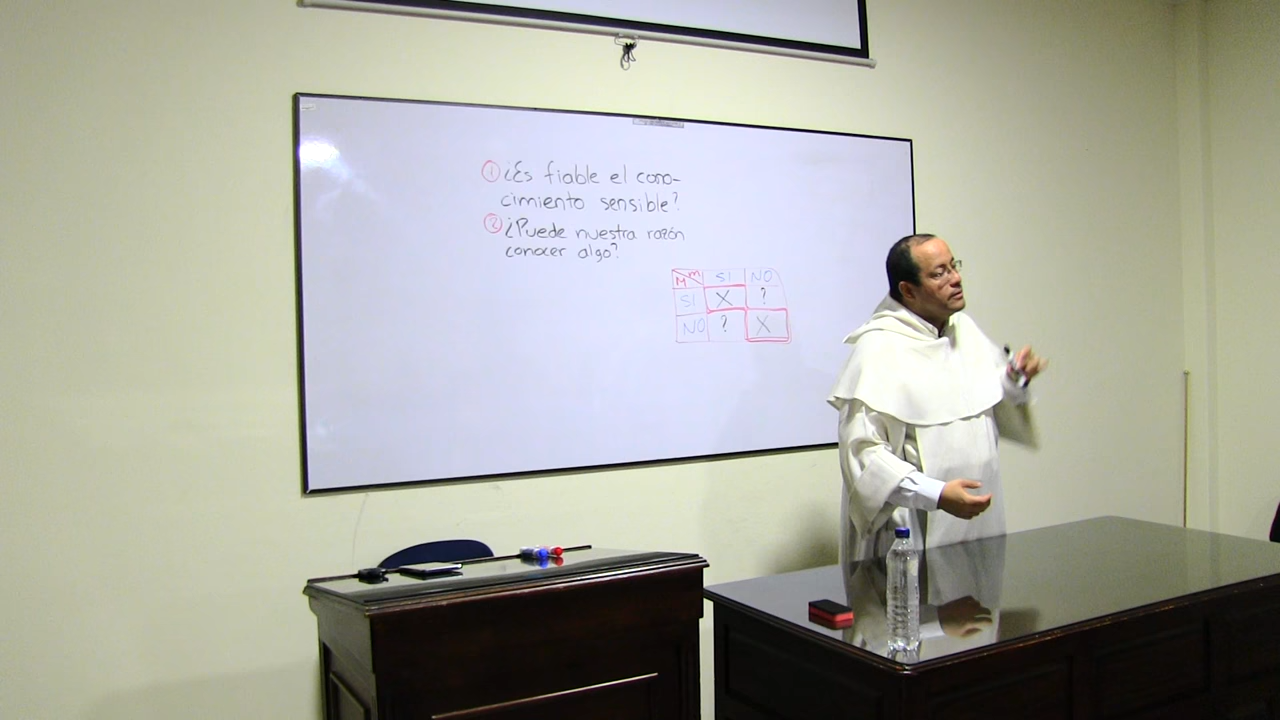 ① ¿Es fiable el cono-
cimiento sensible?
② ¿Puede nuestra razón
conocer algo?
M m SI NO
SI X ?
NO ? X